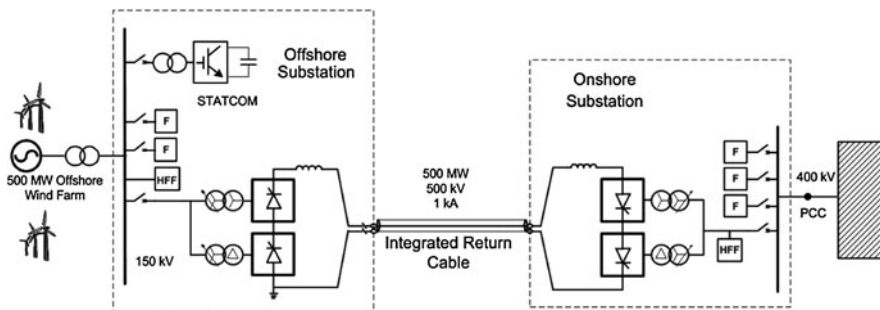 Offshore
Substation
STATCOM
F
F
HFF
500 MW Offshore
Wind Farm
150 kV
500 MW
500 kV
1 kA
Integrated Return
Cable
Onshore
Substation
F
F
F
HFF
400 kV
PCC